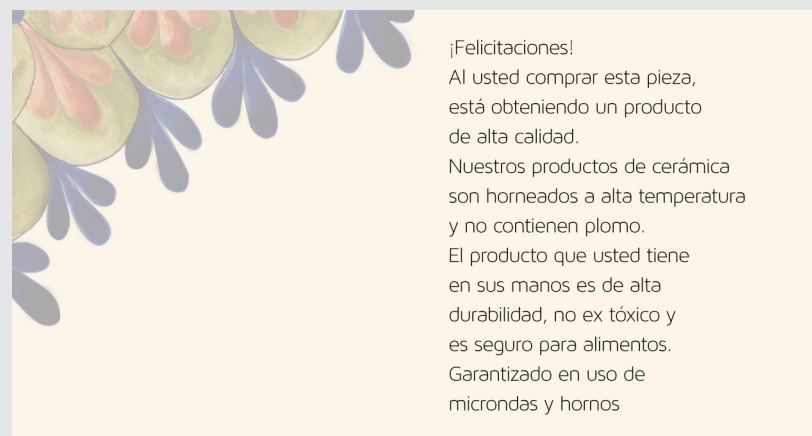 ¡Felicitaciones!
Al usted comprar esta pieza,
está obteniendo un producto
de alta calidad.
Nuestros productos de cerámica
son horneados a alta temperatura
y no contienen plomo.
El producto que usted tiene
en sus manos es de alta
durabilidad, no ex tóxico y
es seguro para alimentos.
Garantizado en uso de
microndas y hornos